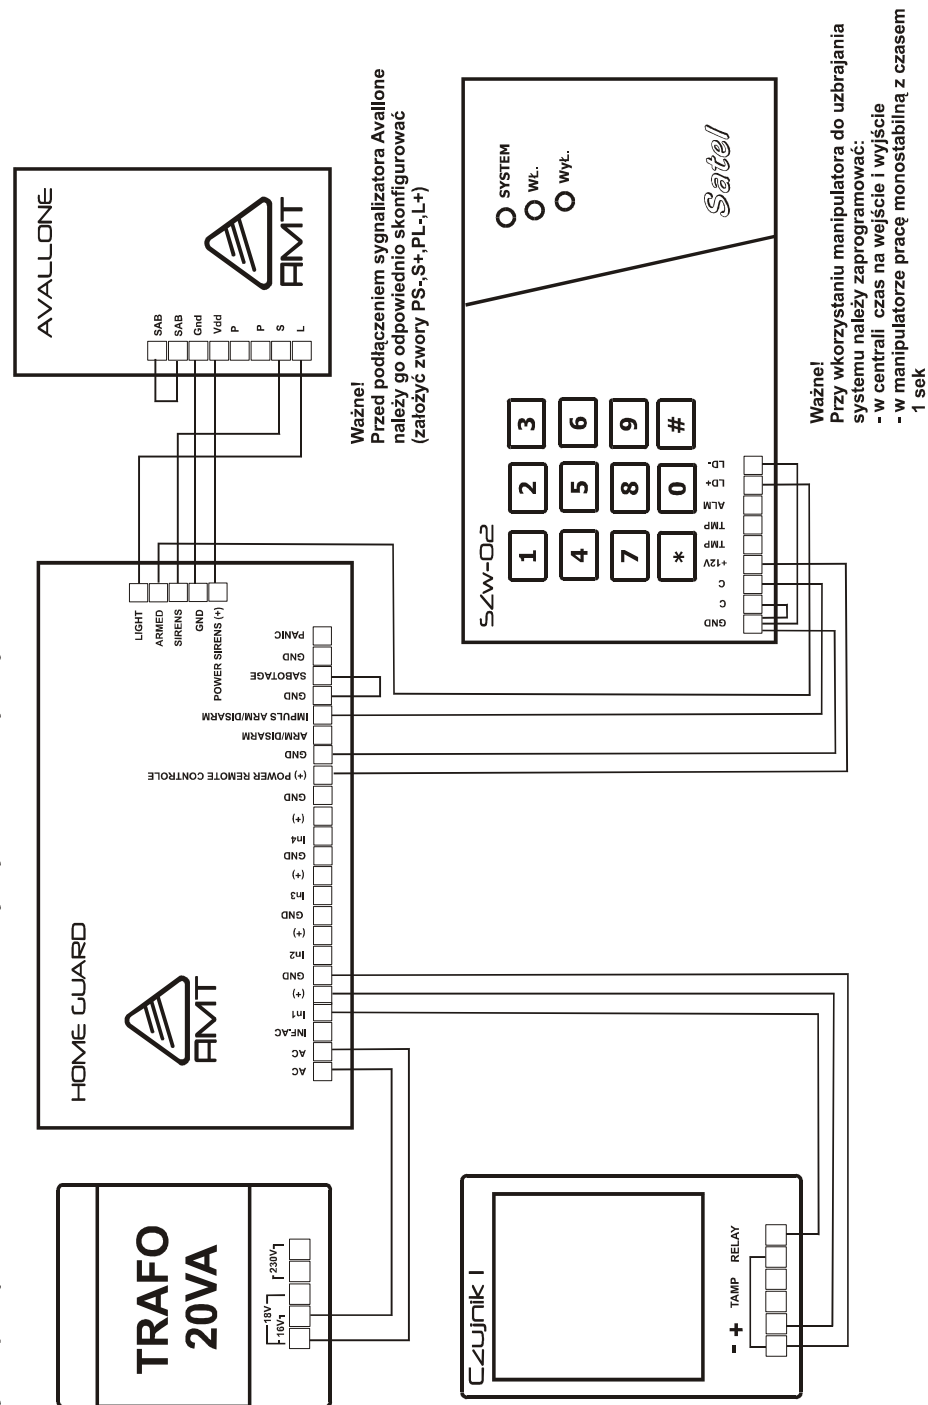 AVALLONE
AMT
SAB
SAB
Gnd
Vdd
P
P
S
L
Ważne!
Przed podłączeniem sygnalizatora Avallone
należy go odpowiednio skonfigurować
(założyć zwory PS-,S+,PL-,L+)
HOME GUARD
AMT
LIGHT
ARMED
SIRENS
GND
POWER SIRENS (+)
AC
AC
INF.AC
In1
(+)
GND
In2
(+)
GND
In3
(+)
GND
In4
(+)
GND
(+) POWER REMOTE CONTROLE
GND
ARM/DISARM
IMPULS ARM/DISARM
GND
SABOTAGE
GND
PANIC
SZW-02
SYSTEM
WŁ.
WyŁ.
Satel
1 2 3
4 5 6
7 8 9
* 0 #
GND
C
C
+12V
TMP
TMP
ALM
LD+
LD-
Ważne!
Przy wkorzystaniu manipulatora do uzbrajania
systemu należy zaprogramować:
- w centrali czas na wejście i wyjście
- w manipulatorze pracę monostabilną z czasem
1 sek
TRAFO
20VA
18V
16V
230V
Czujnik I
- + TAMP RELAY